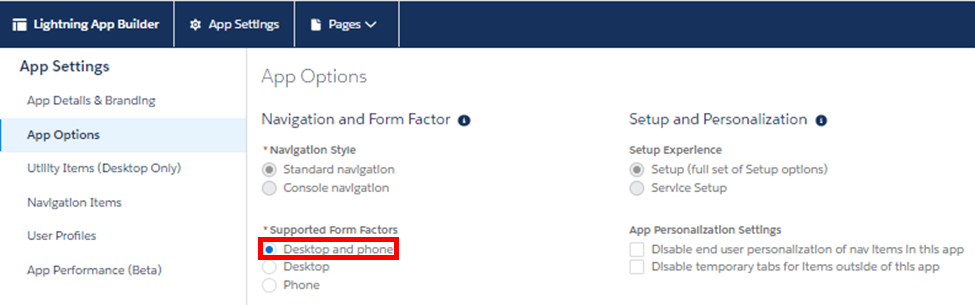 Lightning App Builder
App Settings
Pages
App Settings
App Details & Branding
App Options
Utility Items (Desktop Only)
Navigation Items
User Profiles
App Performance (Beta)
App Options
Navigation and Form Factor
*Navigation Style
Standard navigation
Console navigation
*Supported Form Factors
Desktop and phone
Desktop
Phone
Setup and Personalization
Setup Experience
Setup (full set of Setup options)
Service Setup
App Personalization Settings
Disable end user personalization of nav items in this app
Disable temporary tabs for items outside of this app